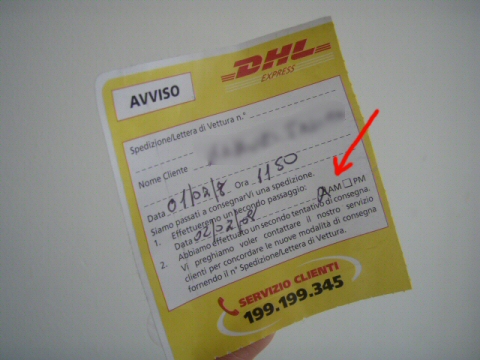 DHL
EXPRESS
AVVISO
Spedizione/Lettera di Vettura n.°
Nome Cliente
Data 01/02/8 Ora 1150
Siamo passati a consegnarVi una spedizione.
1. Effettueremo un secondo passaggio:
Data 02/02/08 AM PM
2. Abbiamo effettuato un secondo tentativo di consegna.
Vi preghiamo voler contattare il nostro servizio
clienti per concordare le nuove modalità di consegna
fornendo il n° Spedizione/Lettera di Vettura.
SERVIZIO CLIENTI
199.199.345